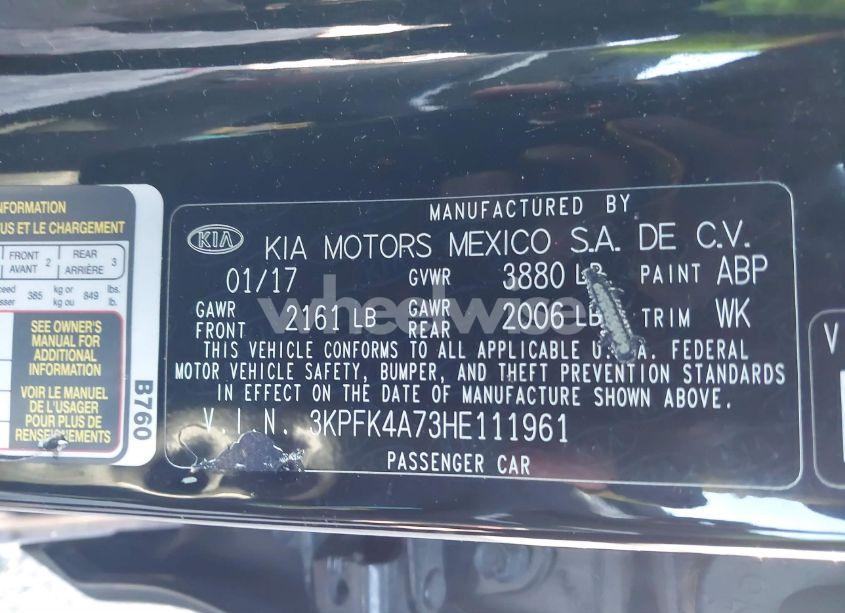 NFORMATION
US ET LE CHARGEMENT
FRONT AVANT 2 REAR ARRIÈRE 3
385 kg or kg ou 849 lbs. lb.
SEE OWNER'S
MANUAL FOR
ADDITIONAL
INFORMATION
VOIR LE MANUEL
DE L'USAGER
POUR PLUS DE
RENSEIGNEMENTS
B760
MANUFACTURED BY
KIA KIA MOTORS MEXICO S.A. DE C.V.
01/17 GVWR 3880 LB PAINT ABP
GAWR FRONT 2161 LB GAWR REAR 2006 LB TRIM WK
THIS VEHICLE CONFORMS TO ALL APPLICABLE U.S.A. FEDERAL
MOTOR VEHICLE SAFETY, BUMPER, AND THEFT PREVENTION STANDARDS
IN EFFECT ON THE DATE OF MANUFACTURE SHOWN ABOVE.
V.I.N. 3KPFK4A73HE111961
PASSENGER CAR
V